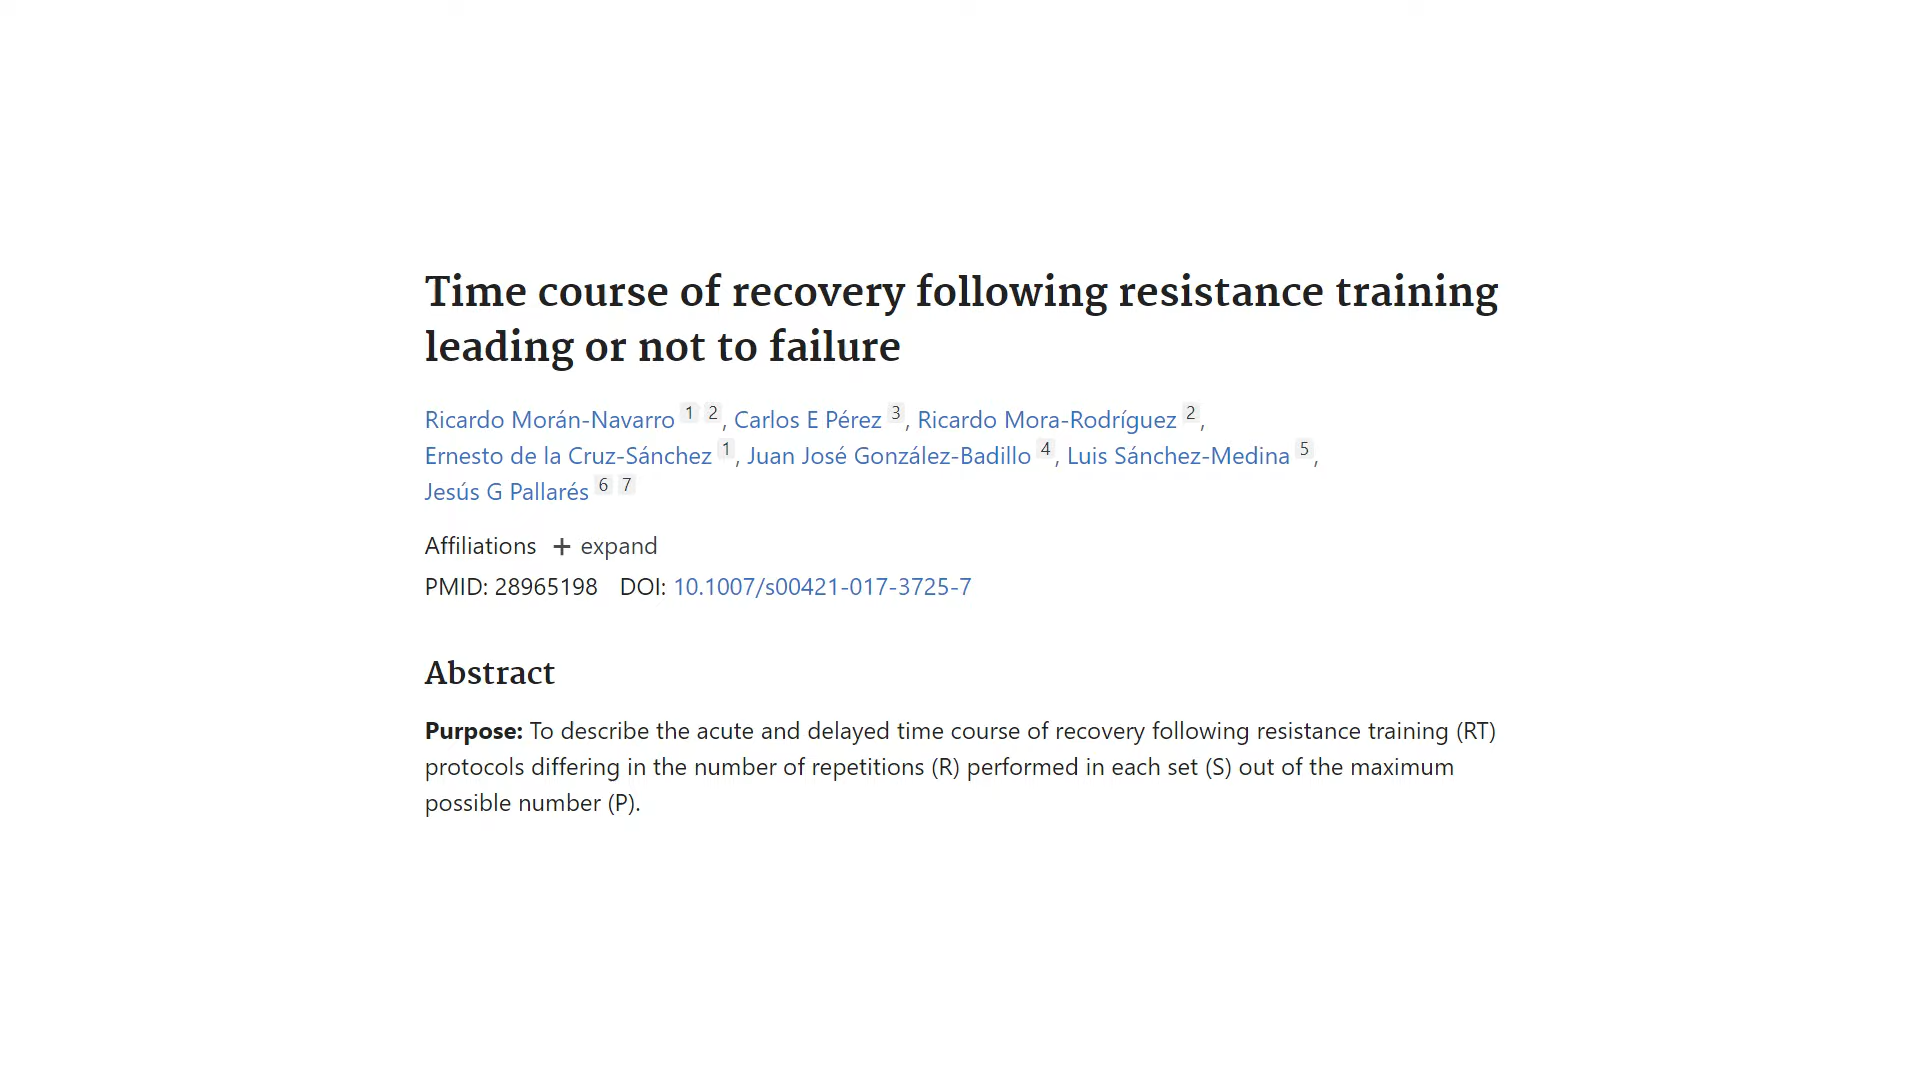 Time course of recovery following resistance training
leading or not to failure
Ricardo Morán-Navarro 1 2, Carlos E Pérez 3, Ricardo Mora-Rodríguez 2,
Ernesto de la Cruz-Sánchez 1, Juan José González-Badillo 4, Luis Sánchez-Medina 5,
Jesús G Pallarés 6 7
Affiliations + expand
PMID: 28965198 DOI: 10.1007/s00421-017-3725-7
Abstract
Purpose: To describe the acute and delayed time course of recovery following resistance training (RT)
protocols differing in the number of repetitions (R) performed in each set (S) out of the maximum
possible number (P).